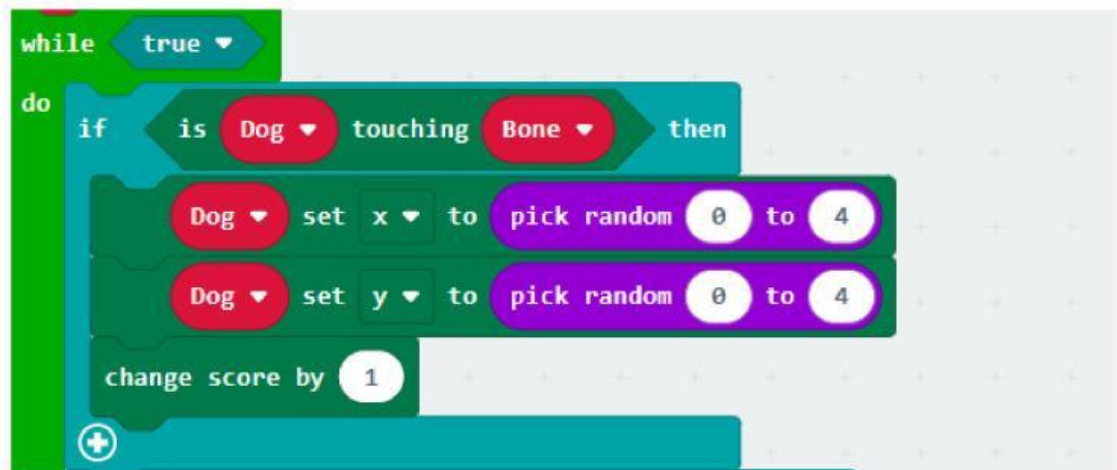 while true
do
if is Dog touching Bone then
Dog set x to pick random 0 to 4
Dog set y to pick random 0 to 4
change score by 1